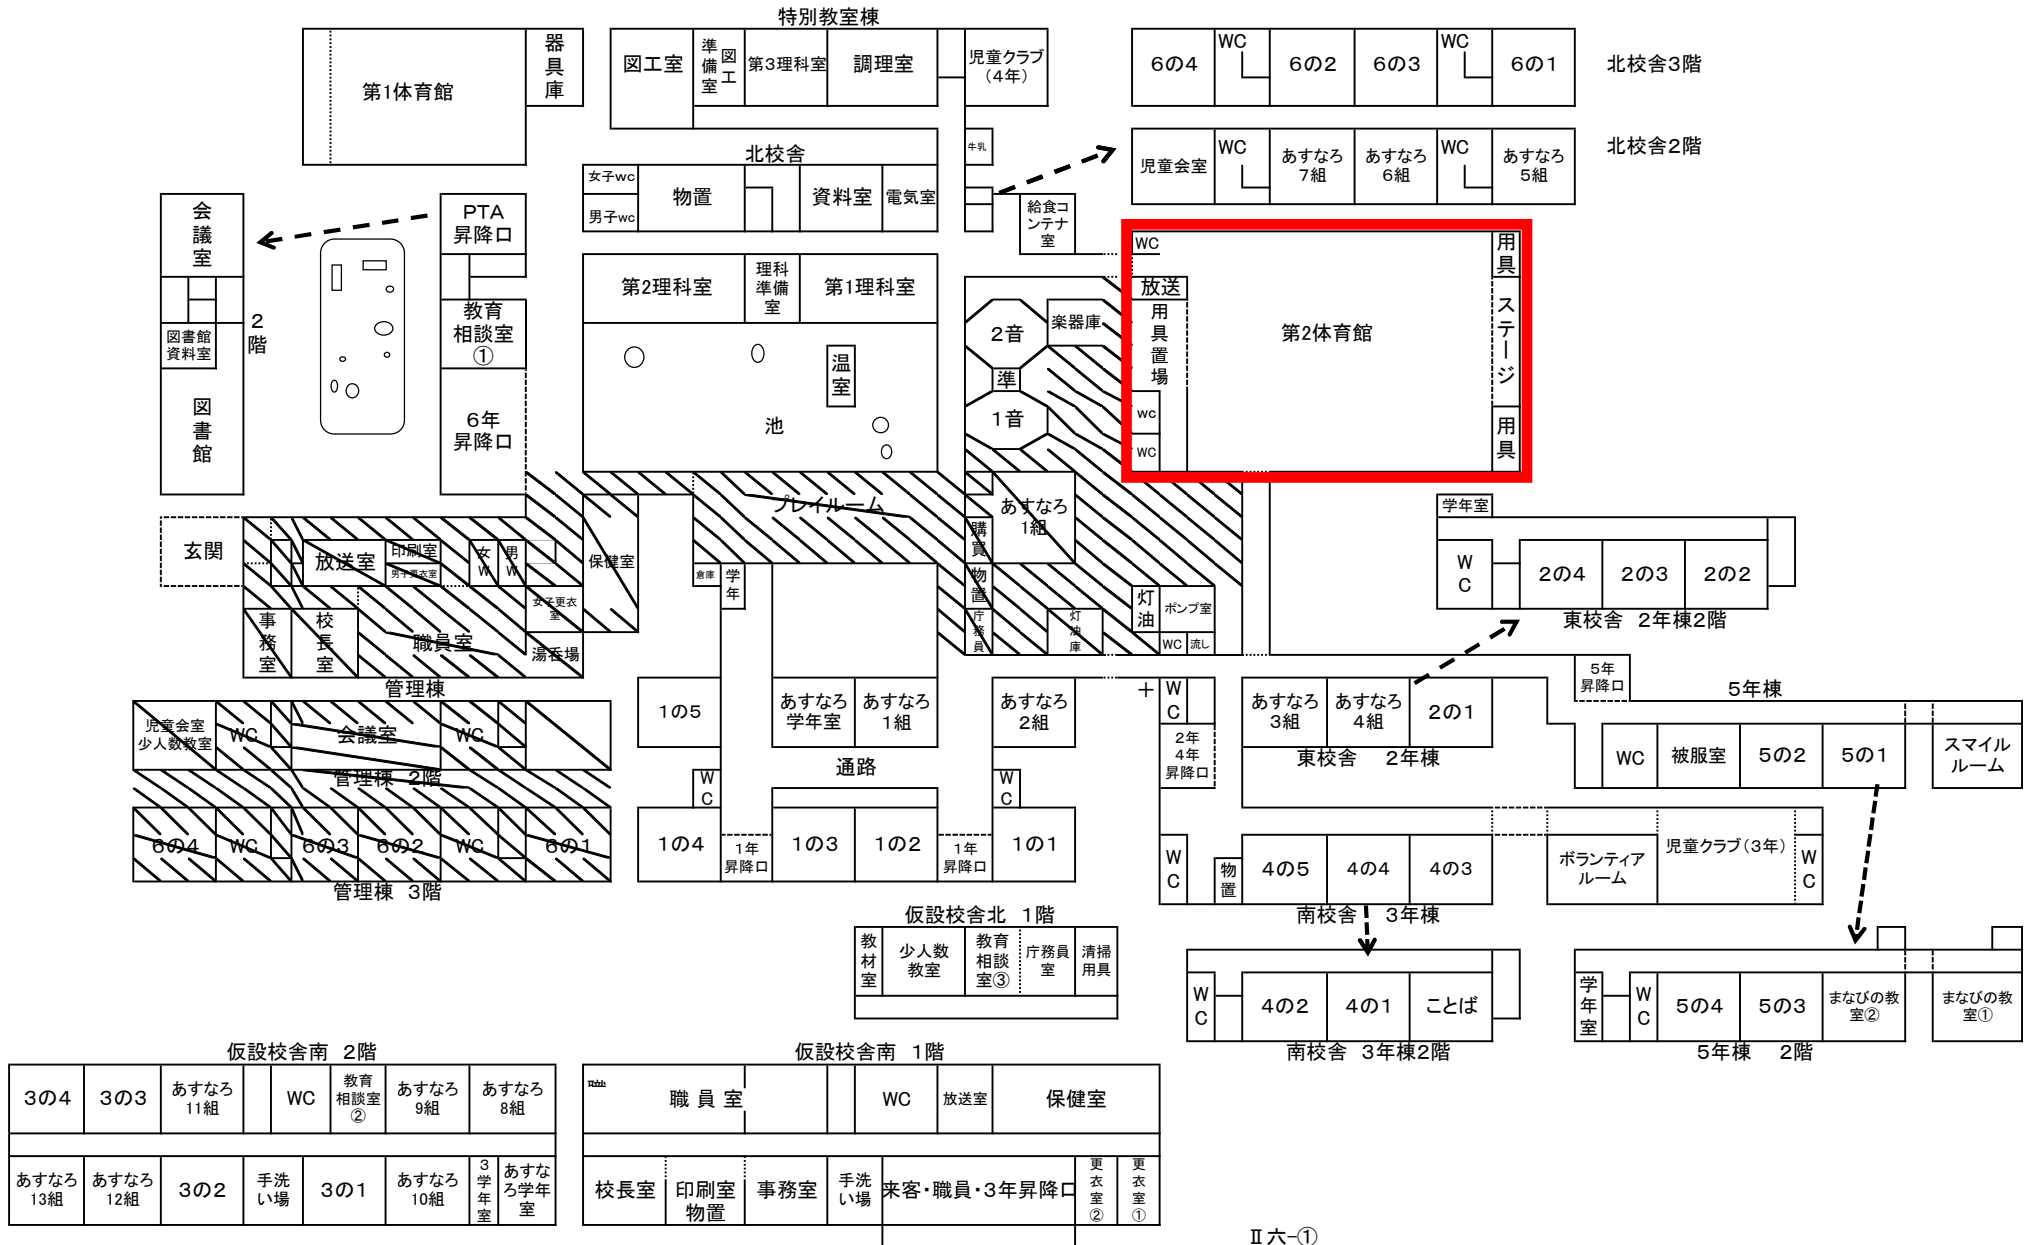 特別教室棟
第1体育館
器具庫
図工室
図工準備室
第3理科室
調理室
児童クラブ
(4年)
6の4
WC
6の2
6の3
WC
6の1
北校舎3階
牛乳
児童会室
WC
あすなろ
7組
あすなろ
6組
WC
あすなろ
5組
北校舎2階
北校舎
女子wc
男子wc
物置
資料室
電気室
給食コ
ンテナ
室
会議室
PTA
昇降口
図書館
資料室
2階
図書館
教育
相談室
①
6年
昇降口
第2理科室
理科
準備
室
第1理科室
温室
池
2音
楽器庫
準
1音
WC
放送
用具置場
wc
WC
第2体育館
用具
ステージ
用具
玄関
放送室
印刷室
男子更衣室
女W
男W
保健室
女子更衣
室
事務室
校長室
職員室
湯呑場
管理棟
プレイルーム
あすなろ
1組
購買
物置
庁務員
灯油庫
倉庫
学年
灯油
ポンプ室
WC
流し
学年室
WC
2の4
2の3
2の2
東校舎 2年棟2階
児童会室
少人数教室
WC
会議室
WC
管理棟 2階
6の4
WC
6の3
6の2
WC
6の1
管理棟 3階
1の5
あすなろ
学年室
あすなろ
1組
あすなろ
2組
通路
WC
WC
1の4
1年
昇降口
1の3
1の2
1年
昇降口
1の1
+
WC
2年
4年
昇降口
あすなろ
3組
あすなろ
4組
2の1
東校舎 2年棟
5年
昇降口
5年棟
WC
被服室
5の2
5の1
スマイル
ルーム
WC
物置
4の5
4の4
4の3
南校舎 3年棟
ボランティア
ルーム
児童クラブ(3年)
WC
仮設校舎北 1階
教材室
少人数
教室
教育
相談
室③
庁務員
室
清掃
用具
WC
4の2
4の1
ことば
南校舎 3年棟2階
学年室
WC
5の4
5の3
まなびの教
室②
まなびの教
室①
5年棟 2階
仮設校舎南 2階
3の4
3の3
あすなろ
11組
WC
教育
相談室
②
あすなろ
9組
あすなろ
8組
あすなろ
13組
あすなろ
12組
3の2
手洗
い場
3の1
あすなろ
10組
3学年室
あすな
ろ学年
室
仮設校舎南 1階
職員室
WC
放送室
保健室
校長室
印刷室
物置
事務室
手洗
い場
来客・職員・3年昇降口
更衣室②
更衣室①
Ⅱ六-①